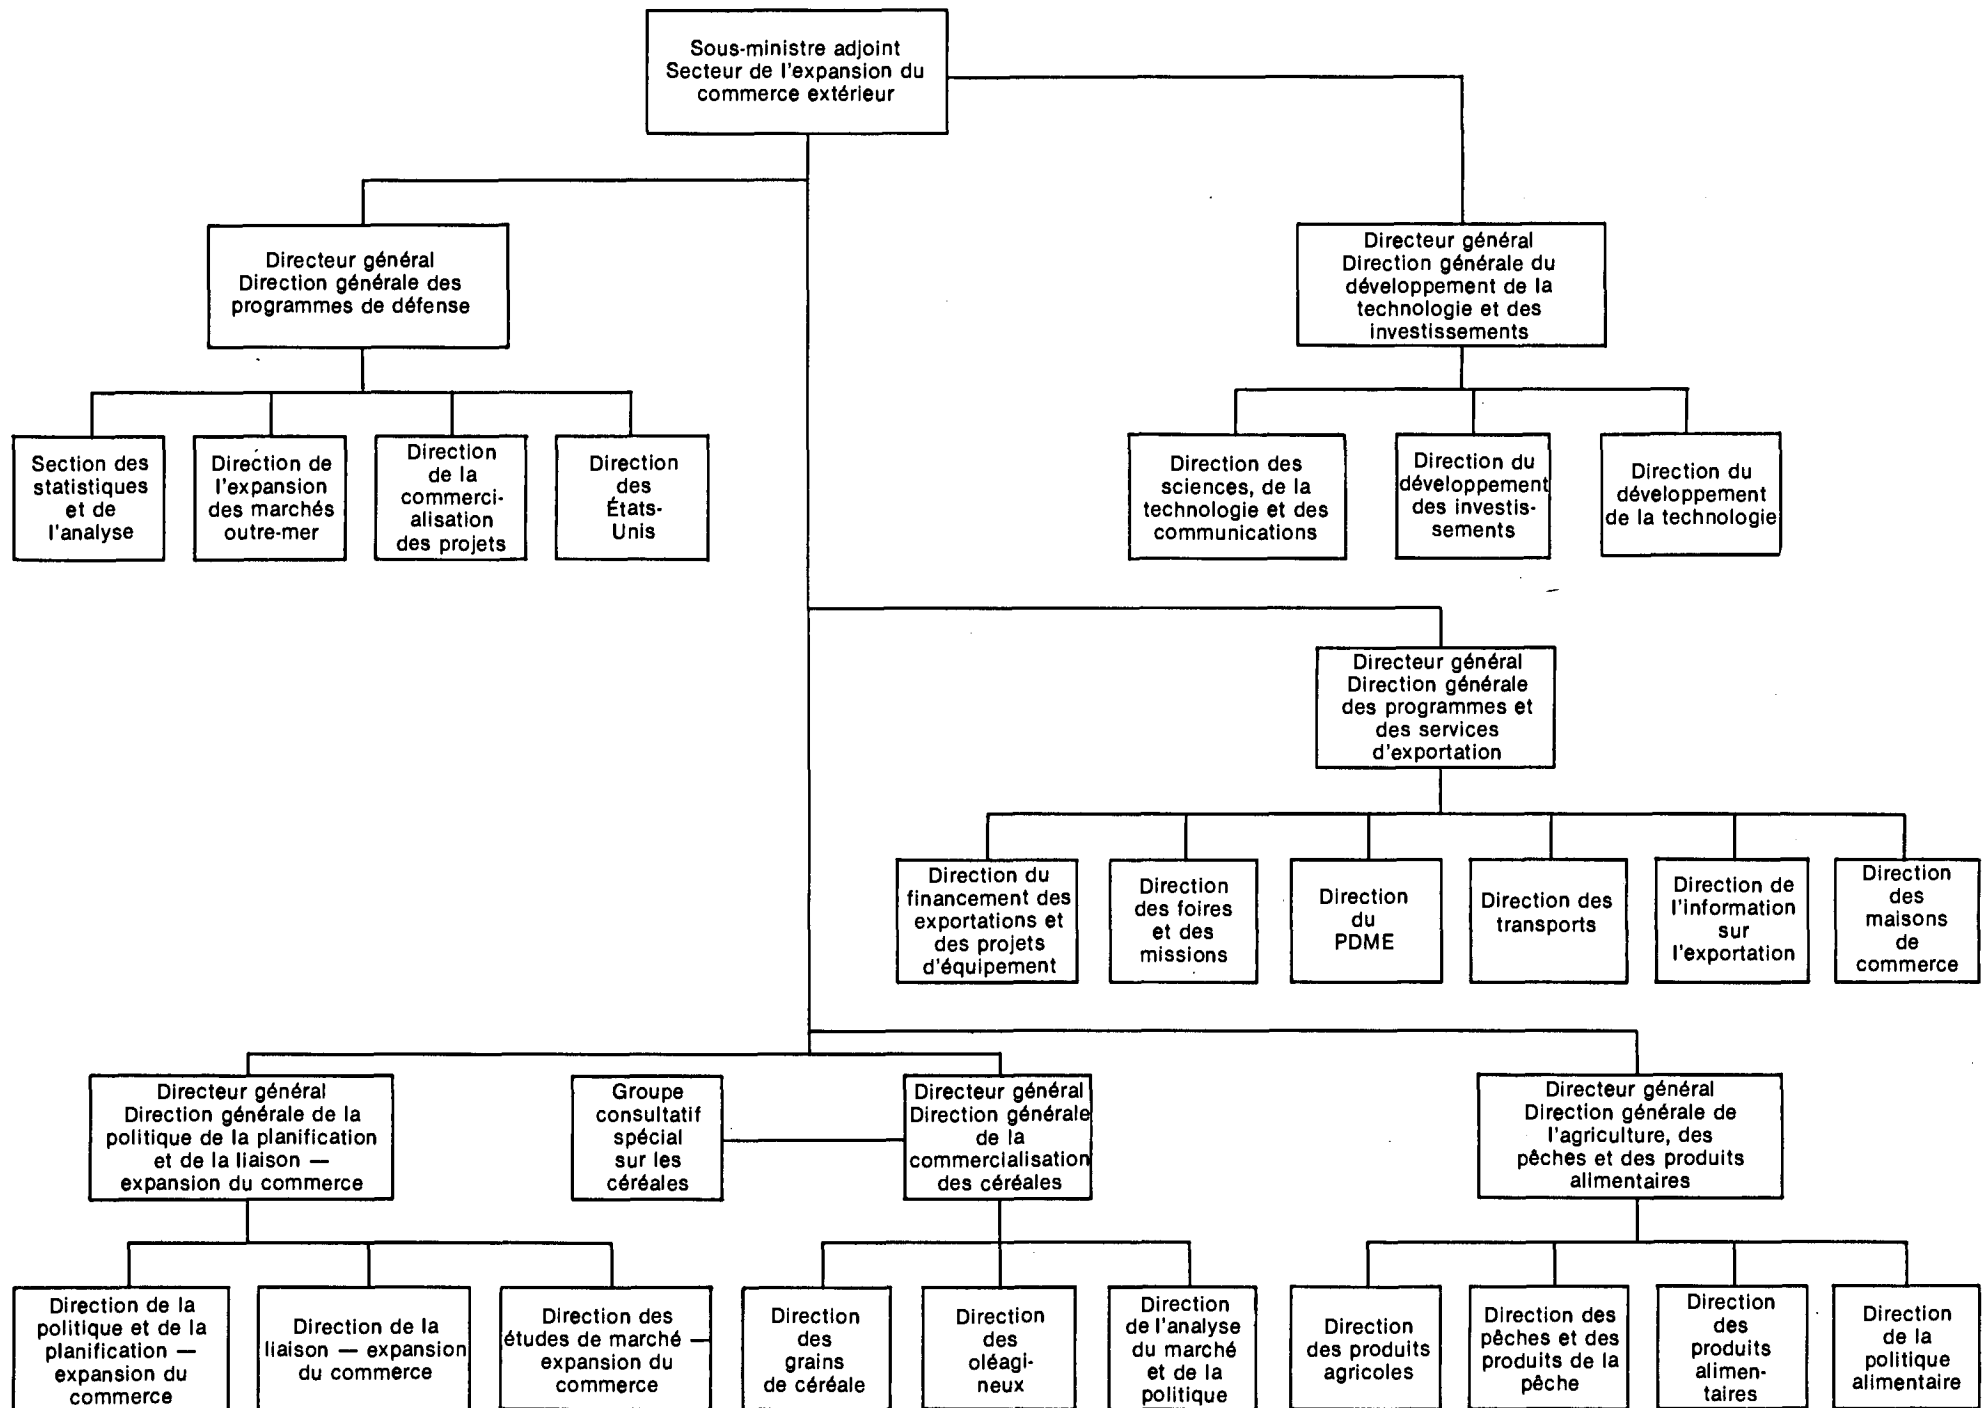 Sous-ministre adjoint
Secteur de l'expansion du
commerce extérieur
Directeur général
Direction générale des
programmes de défense
Directeur général
Direction générale du
développement de la
technologie et des
investissements
Section des
statistiques
et de
l'analyse
Direction de
l'expansion
des marchés
outre-mer
Direction
de la
commerci-
alisation
des projets
Direction
des
États-
Unis
Direction des
sciences, de la
technologie et des
communications
Direction du
développement
des investis-
sements
Direction du
développement
de la technologie
Directeur général
Direction générale
des programmes et
des services
d'exportation
Direction du
financement des
exportations et
des projets
d'équipement
Direction
des foires
et des
missions
Direction
du
PDME
Direction des
transports
Direction de
l'information
sur
l'exportation
Direction
des
maisons
de
commerce
Directeur général
Direction générale de la
politique de la planification
et de la liaison —
expansion du commerce
Groupe
consultatif
spécial
sur les
céréales
Directeur général
Direction générale
de la
commercialisation
des céréales
Directeur général
Direction générale de
l'agriculture, des
pêches et des produits
alimentaires
Direction de la
politique et de la
planification —
expansion du
commerce
Direction de la
liaison — expansion
du commerce
Direction des
études de marché —
expansion du
commerce
Direction
des
grains
de céréale
Direction
des
oléagi-
neux
Direction
de l'analyse
du marché
et de la
politique
Direction
des produits
agricoles
Direction des
pêches et des
produits de la
pêche
Direction
des
produits
alimen-
taires
Direction
de la
politique
alimentaire